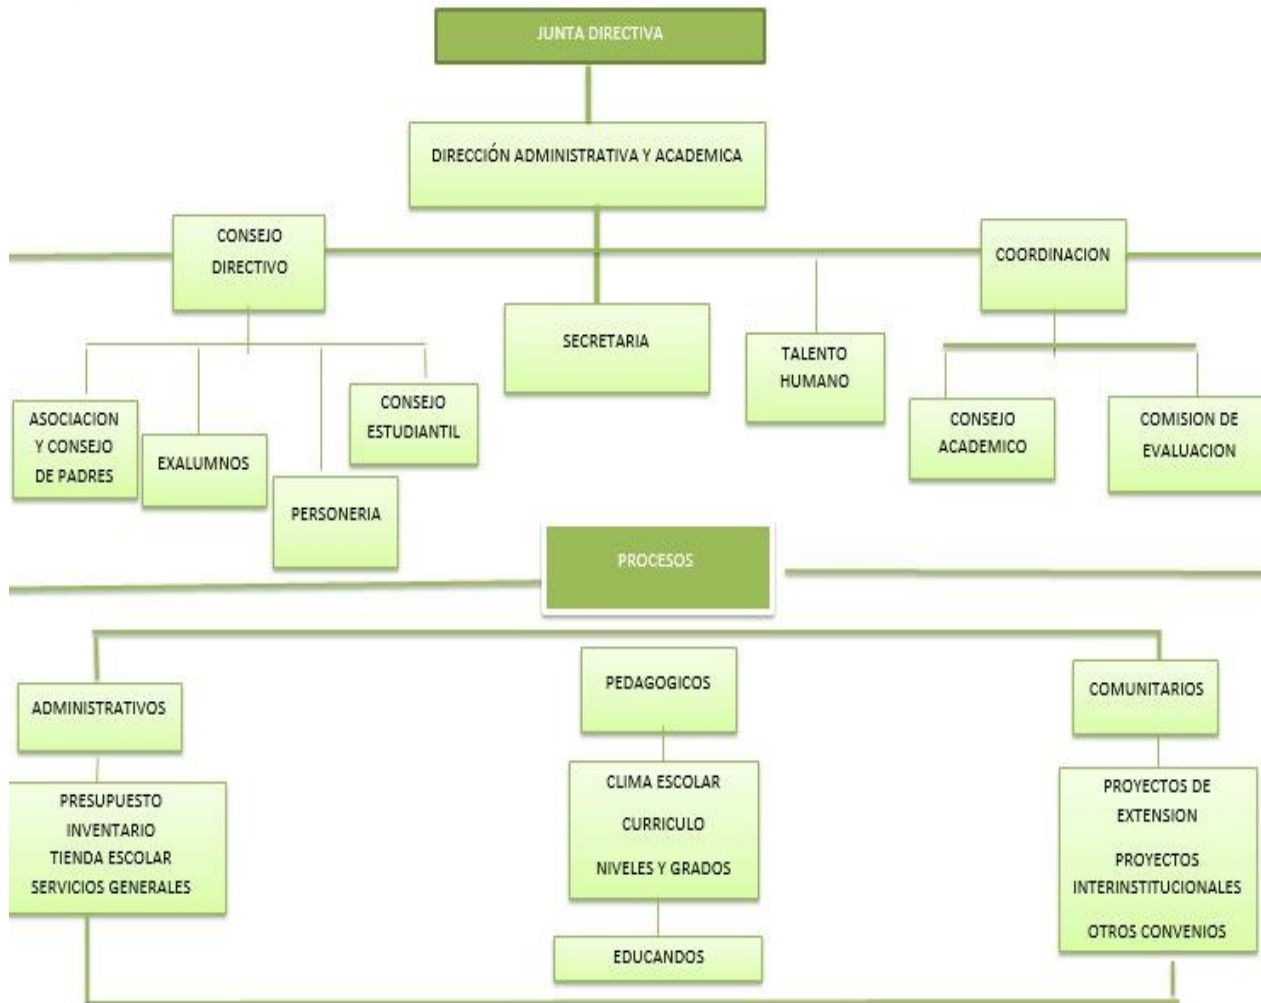 JUNTA DIRECTIVA
DIRECCIÓN ADMINISTRATIVA Y ACADEMICA
CONSEJO
DIRECTIVO
COORDINACION
SECRETARIA
TALENTO
HUMANO
ASOCIACION
Y CONSEJO
DE PADRES
EXALUMNOS
PERSONERIA
CONSEJO
ESTUDIANTIL
CONSEJO
ACADEMICO
COMISION DE
EVALUACION
PROCESOS
ADMINISTRATIVOS
PRESUPUESTO
INVENTARIO
TIENDA ESCOLAR
SERVICIOS GENERALES
PEDAGOGICOS
CLIMA ESCOLAR
CURRICULO
NIVELES Y GRADOS
EDUCANDOS
COMUNITARIOS
PROYECTOS DE
EXTENSION
PROYECTOS
INTERINSTITUCIONALES
OTROS CONVENIOS